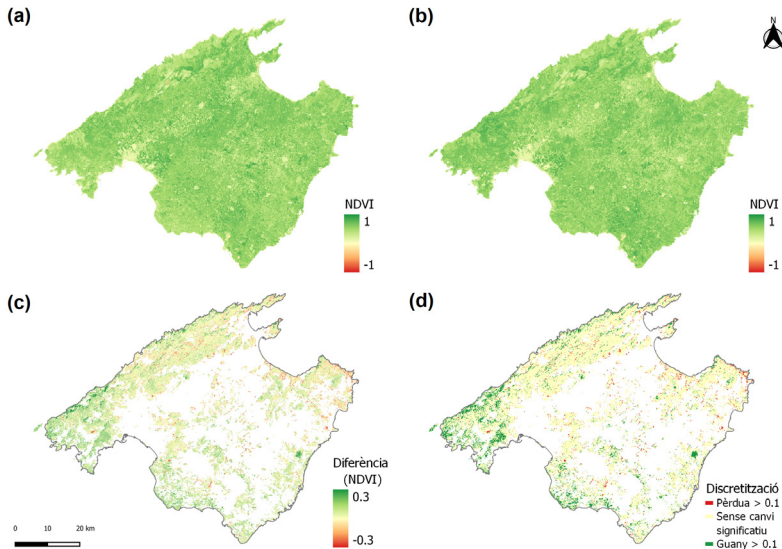 (a)
(b)
N
NDVI
1
-1
NDVI
1
-1
(c)
(d)
Diferència
(NDVI)
0.3
-0.3
0 10 20 km
Discretització
Pèrdua > 0.1
Sense canvi
significatiu
Guany > 0.1